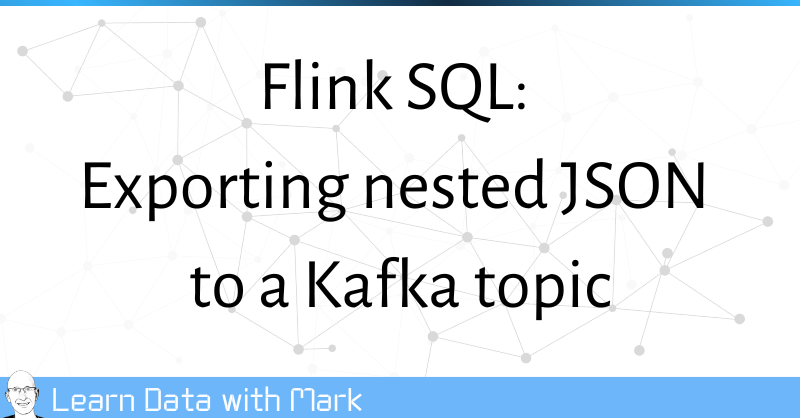 Flink SQL:
Exporting nested JSON
to a Kafka topic
Learn Data with Mark